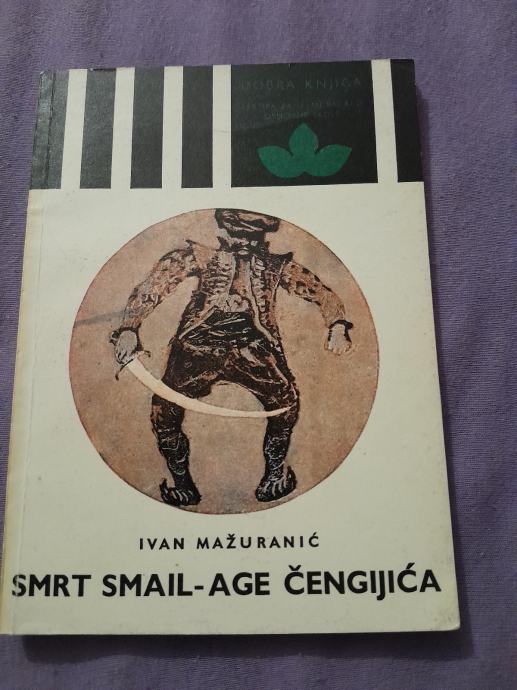 DOBRA KNJIGA
IVAN MAŽURANIĆ
SMRT SMAIL-AGE ČENGIJIĆA